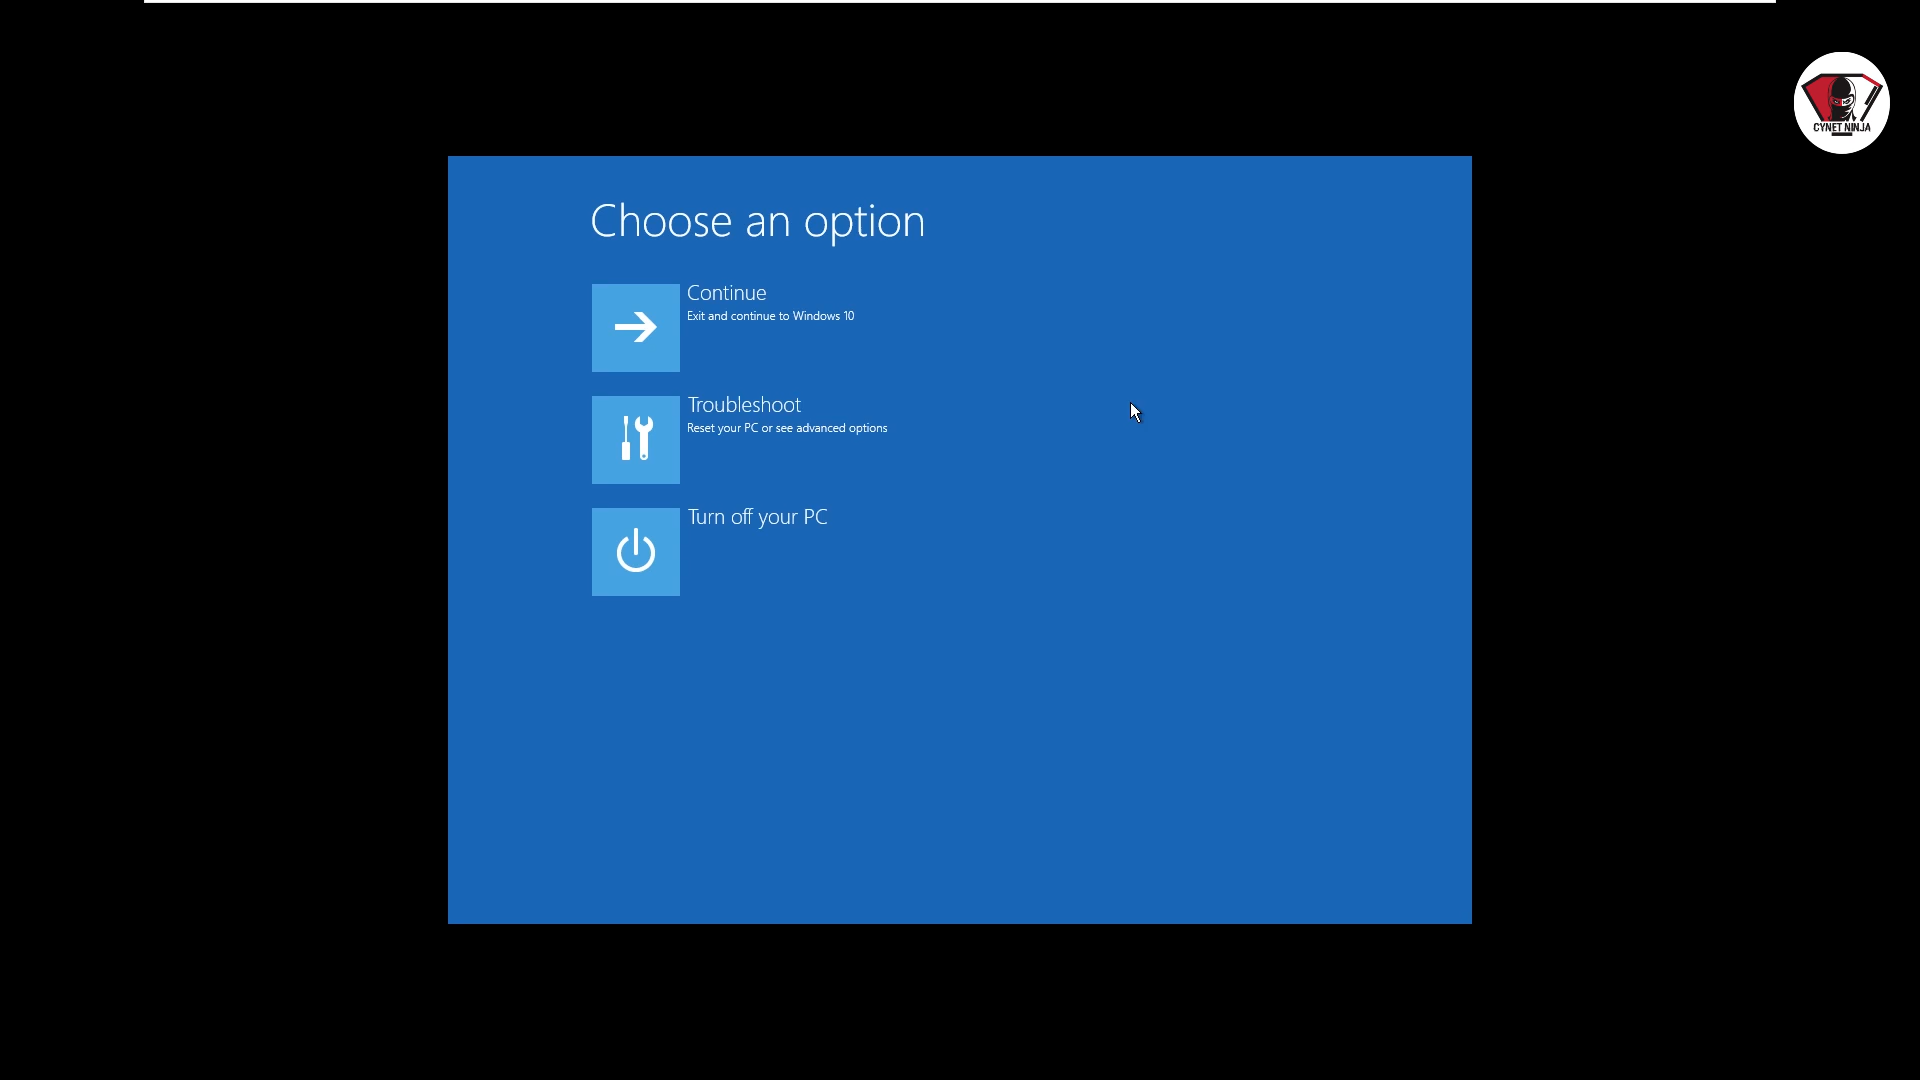 CYNET NINJA
Choose an option
Continue
Exit and continue to Windows 10
Troubleshoot
Reset your PC or see advanced options
Turn off your PC